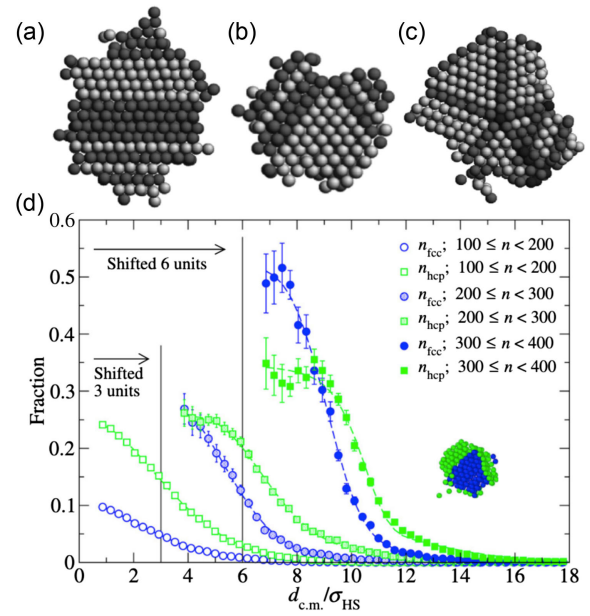 (a)
(b)
(c)
(d)
0.6
0.5
0.4
0.3
0.2
0.1
0
Fraction
Shifted 6 units
Shifted
3 units
n_fcc; 100 ≤ n < 200
n_hcp; 100 ≤ n < 200
n_fcc; 200 ≤ n < 300
n_hcp; 200 ≤ n < 300
n_fcc; 300 ≤ n < 400
n_hcp; 300 ≤ n < 400
0 2 4 6 8 10 12 14 16 18
d_c.m./σ_HS